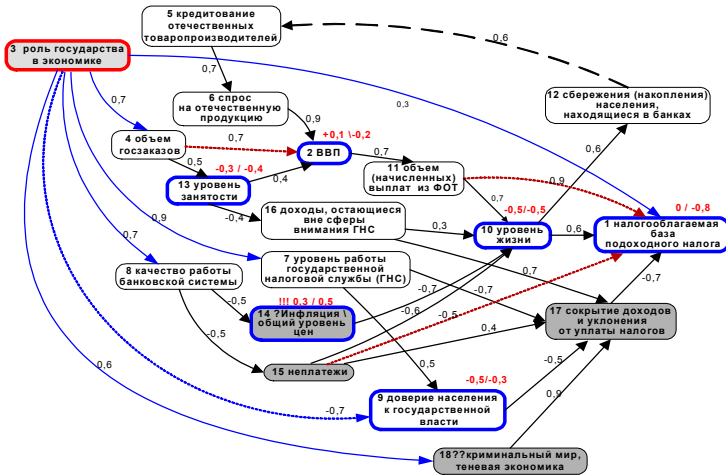 5 кредитование
отечественных
товаропроизводителей
0,6
3 роль государства
в экономике
0,7
12 сбережения (накопления)
населения,
находящиеся в банках
6 спрос
на отечественную
продукцию
0,3
0,7
0,9
+0,1 \-0,2
4 объем
госзаказов
0,7
2 ВВП
0,7
0,6
0,5
-0,3 / -0,4
11 объем
(начисленных)
выплат из ФОТ
13 уровень
занятости
0,4
0,9
0,7
-0,5/-0,5
0 / -0,8
-0,4
16 доходы, остающиеся
вне сферы
внимания ГНС
0,3
10 уровень
жизни
0,6
1 налогооблагаемая
база
подоходного налога
0,9
0,7
8 качество работы
банковской системы
7 уровень работы
государственной
налоговой службы (ГНС)
0,7
-0,7
-0,5
!!! 0,3 / 0,5
-0,7
-0,7
14 ?Инфляция \
общий уровень
цен
-0,6
-0,5
17 сокрытие доходов
и уклонения
от уплаты налогов
-0,5
0,4
0,6
15 неплатежи
0,5
-0,5/-0,3
-0,5
9 доверие населения
к государственной
власти
-0,7
0,9
18??криминальный мир,
теневая экономика